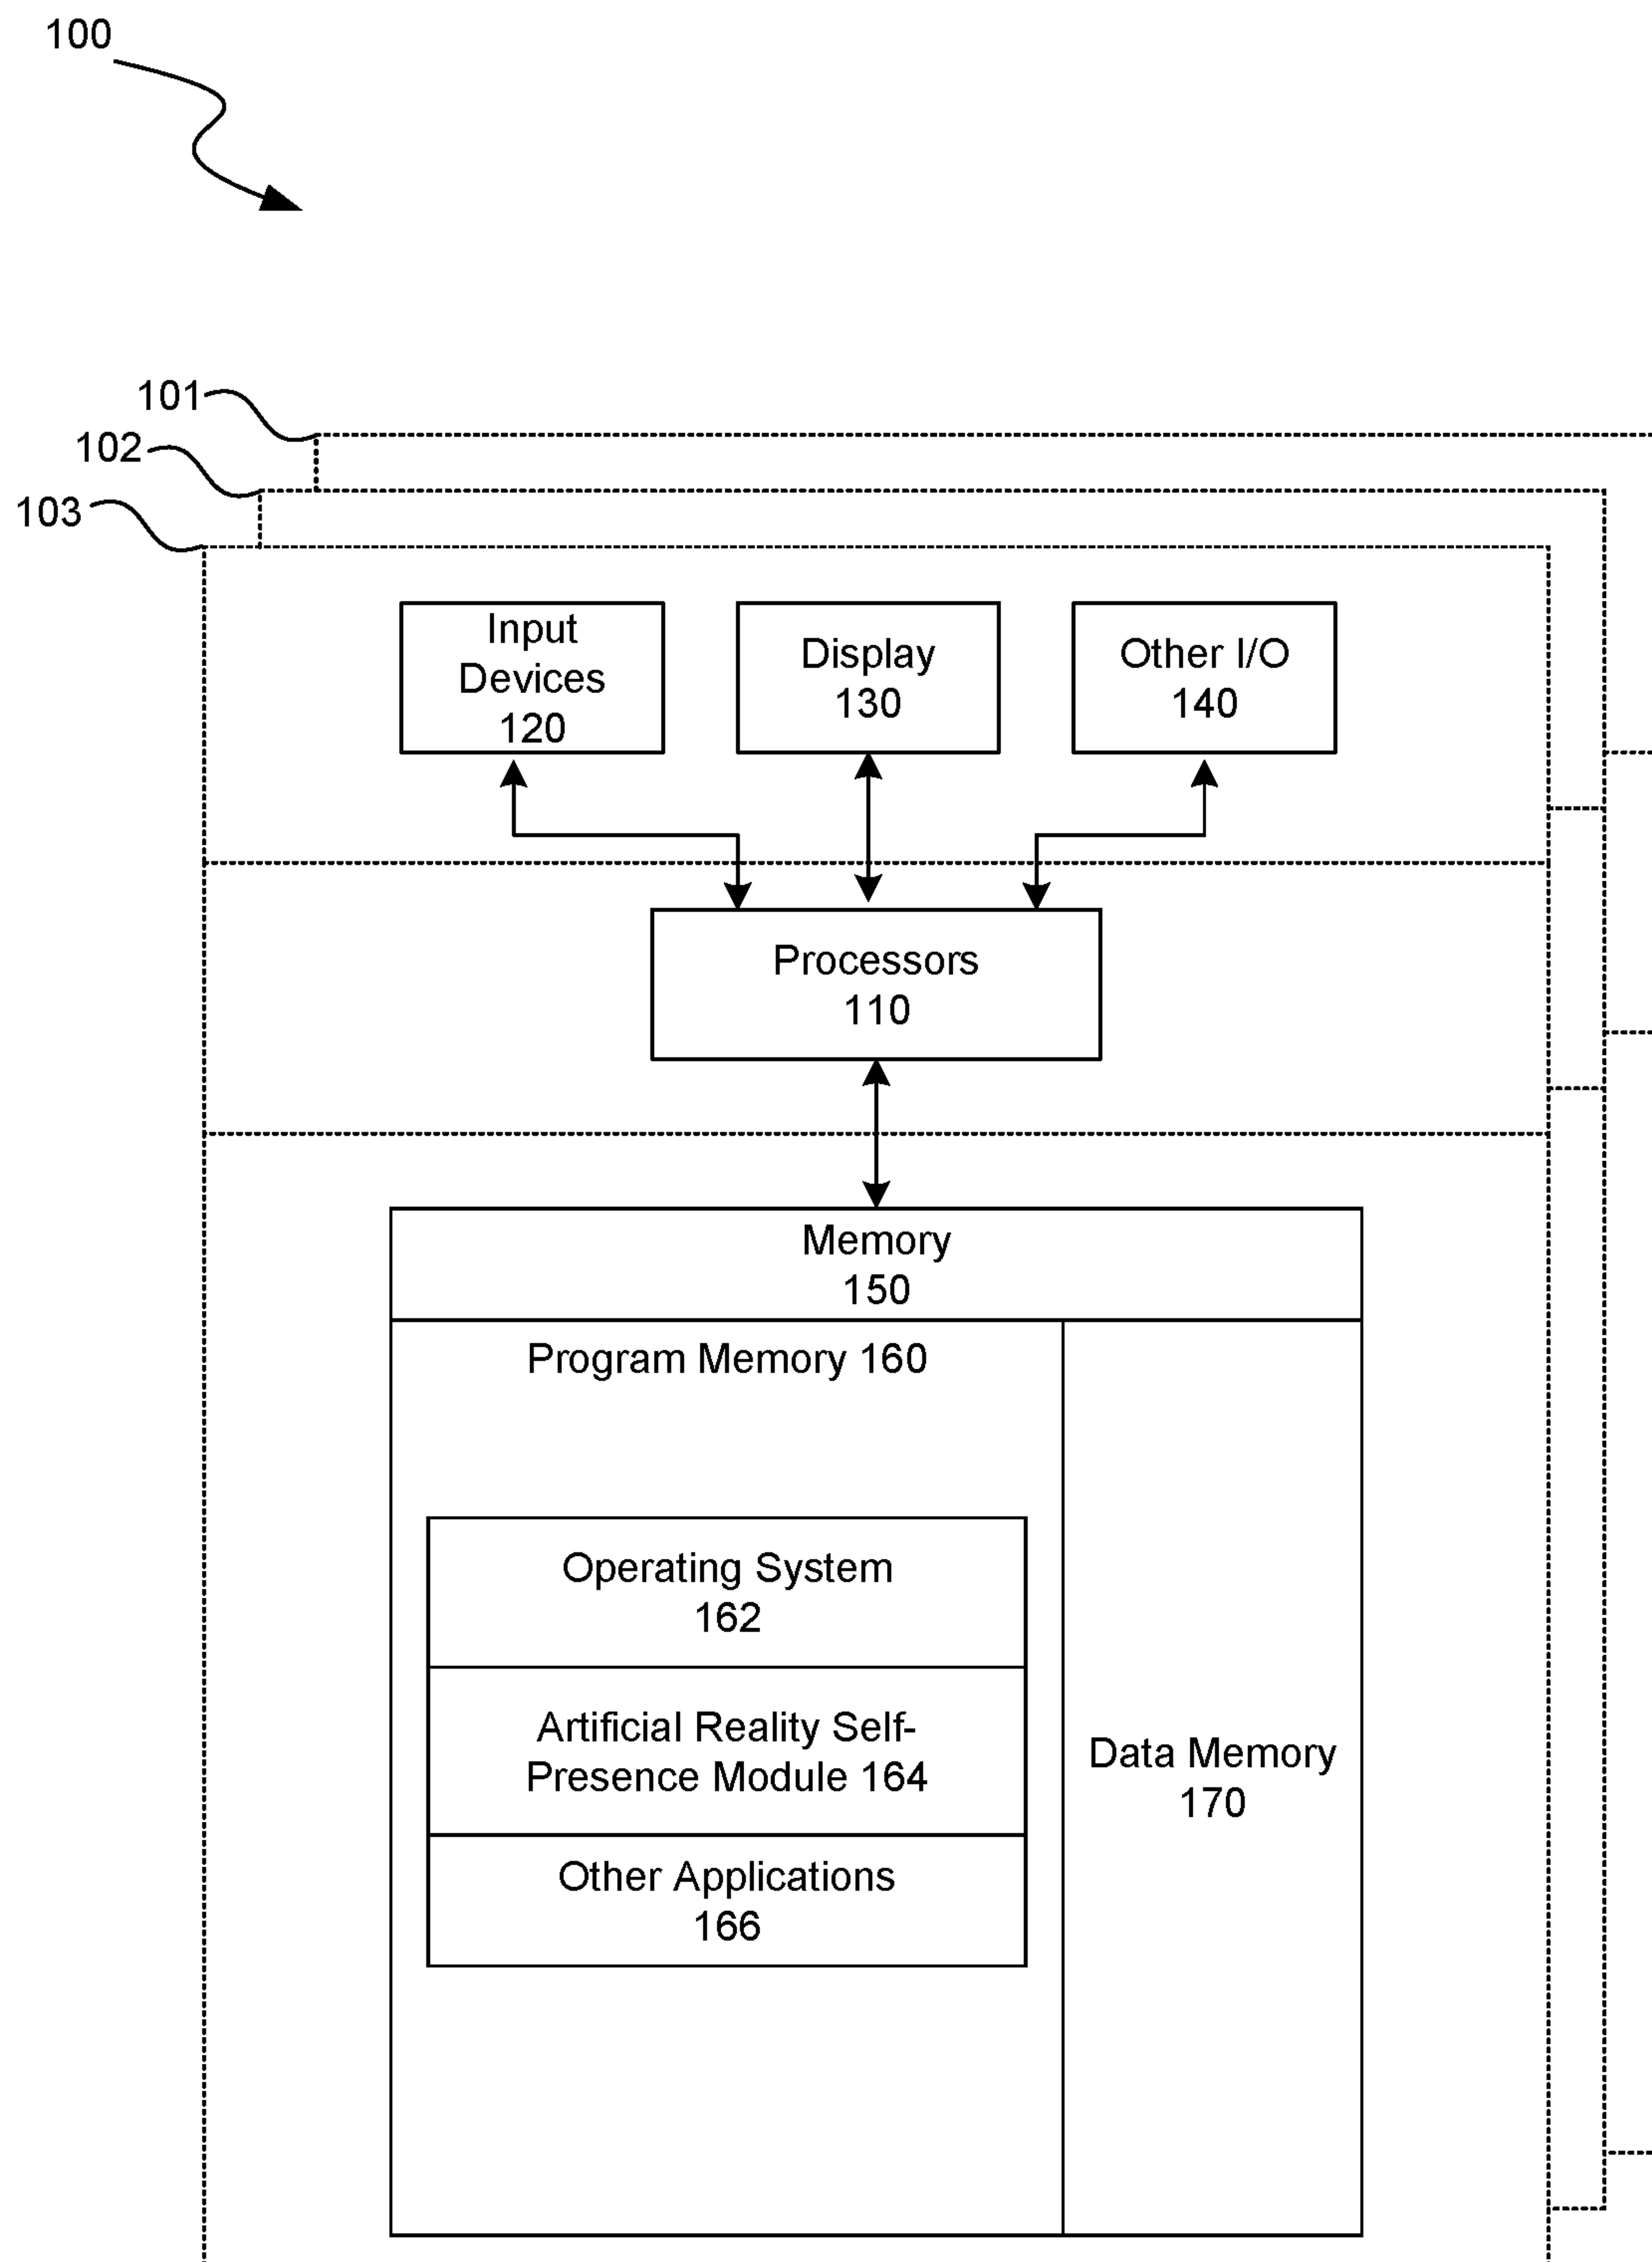 100
101
102
103
Input
Devices
120
Display
130
Other I/O
140
Processors
110
Memory
150
Program Memory 160
Operating System
162
Artificial Reality Self-
Presence Module 164
Other Applications
166
Data Memory
170